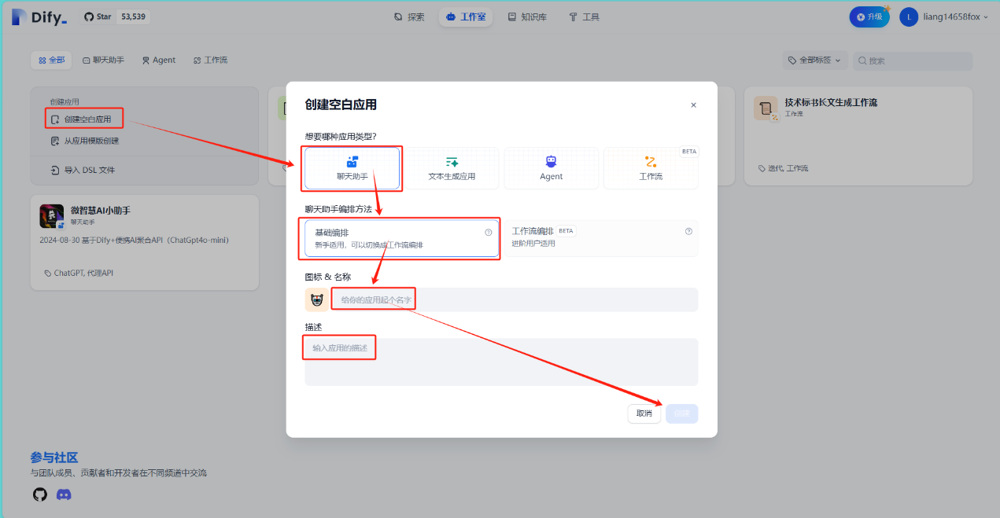 Dify_
Star 53,539
探索
工作室
知识库
工具
升级
L
liang14658fox
全部
聊天助手
Agent
工作流
全部标签
搜索
创建应用
创建空白应用
从应用模版创建
导入 DSL 文件
创建空白应用
想要哪种应用类型?
聊天助手
文本生成应用
Agent
BETA
工作流
聊天助手编排方法
基础编排
新手适用，可以切换成工作流编排
工作流编排 BETA
进阶用户适用
图标 & 名称
给你的应用起个名字
描述
输入应用的描述
取消
创建
技术标书长文生成工作流
工作流
迭代, 工作流
微智慧AI小助手
聊天助手
2024-08-30 基于Dify+便携AI聚合API（ChatGpt4o-mini）
ChatGPT, 代理API
参与社区
与团队成员、贡献者和开发者在不同频道中交流